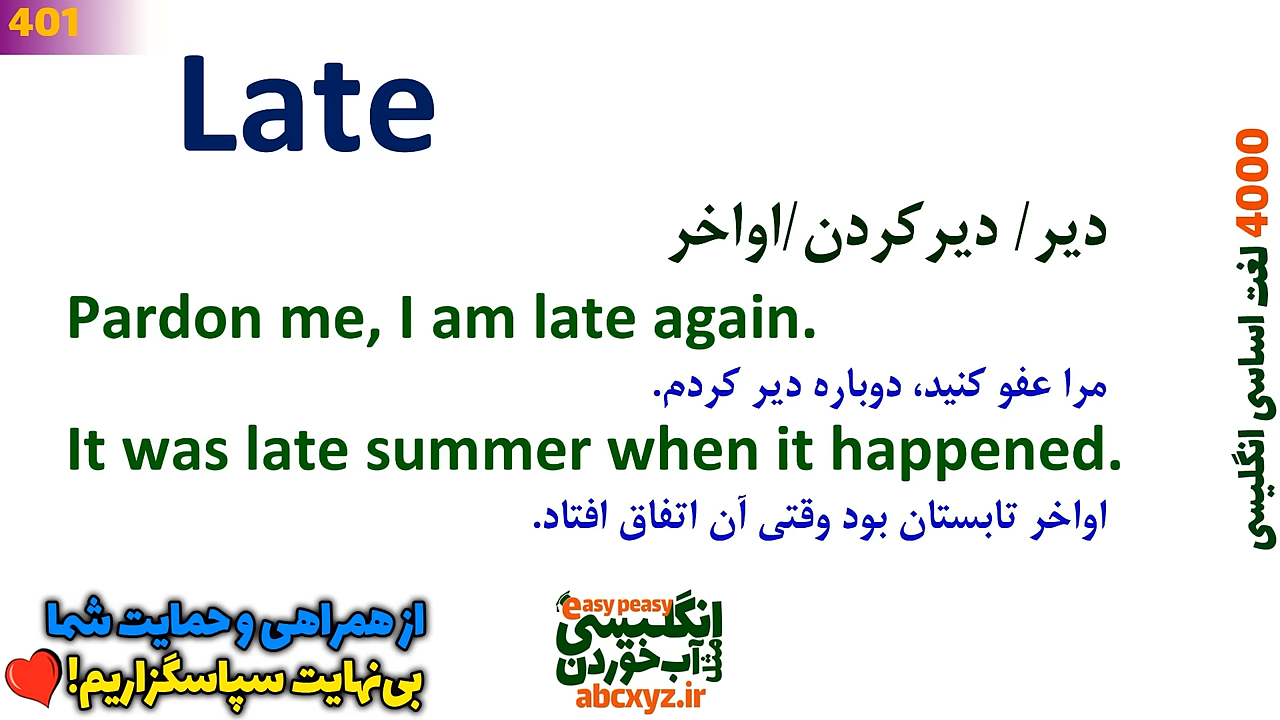 401
Late
دیر/ دیر کردن/اواخر
Pardon me, I am late again.
مرا عفو کنید، دوباره دیر کردم.
It was late summer when it happened.
اواخر تابستان بود وقتی آن اتفاق افتاد.
4000 لغت اساسی انگلیسی
از همراهی و حمایت شما
بی‌نهایت سپاسگزاریم!
easy peasy
انگلیسی
مثل آب خوردن
abcxyz.ir